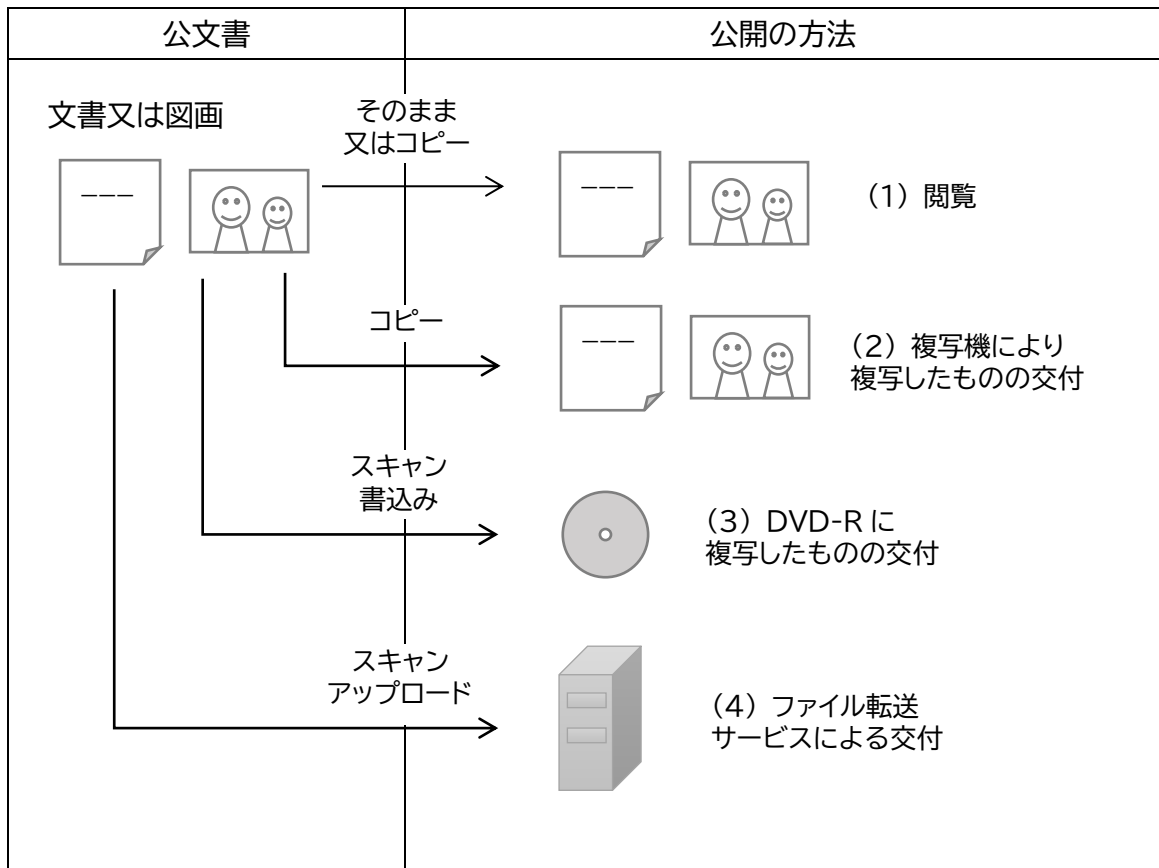 公文書
公開の方法
文書又は図画
そのまま
又はコピー
(1) 閲覧
コピー
(2) 複写機により
複写したものの交付
スキャン
書込み
(3) DVD-R に
複写したものの交付
スキャン
アップロード
(4) ファイル転送
サービスによる交付